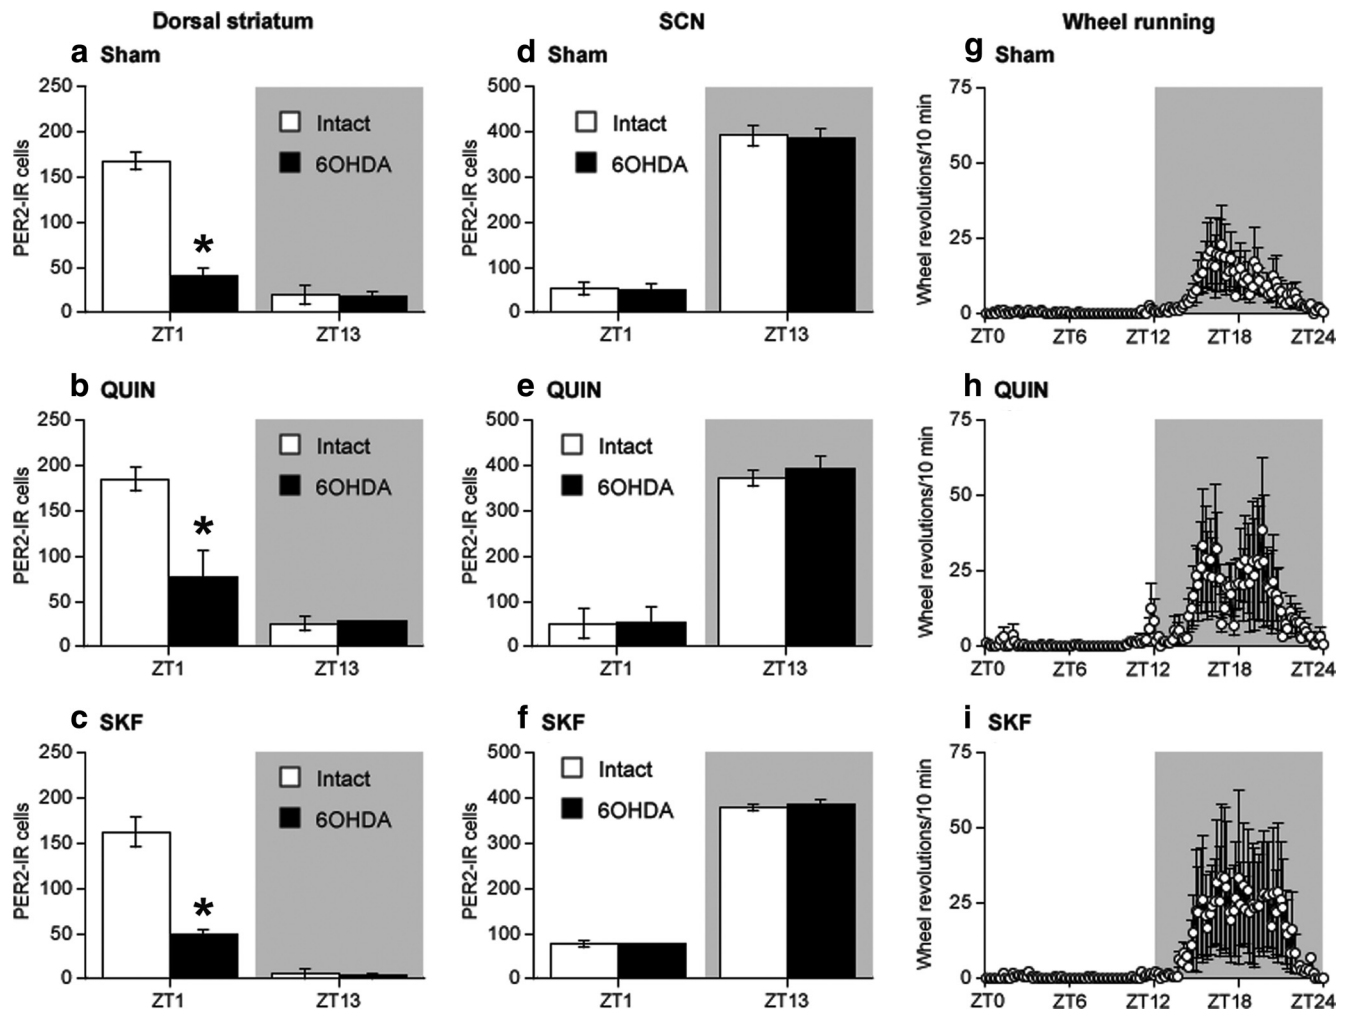 Dorsal striatum
SCN
Wheel running
a Sham
d Sham
g Sham
PER2-IR cells
250
200
150
100
50
0
Intact
6OHDA
*
ZT1
ZT13
PER2-IR cells
500
400
300
200
100
0
Intact
6OHDA
ZT1
ZT13
Wheel revolutions/10 min
75
50
25
0
ZT0
ZT6
ZT12
ZT18
ZT24
b QUIN
e QUIN
h QUIN
PER2-IR cells
250
200
150
100
50
0
Intact
6OHDA
*
ZT1
ZT13
PER2-IR cells
500
400
300
200
100
0
Intact
6OHDA
ZT1
ZT13
Wheel revolutions/10 min
75
50
25
0
ZT0
ZT6
ZT12
ZT18
ZT24
c SKF
f SKF
i SKF
PER2-IR cells
250
200
150
100
50
0
Intact
6OHDA
*
ZT1
ZT13
PER2-IR cells
500
400
300
200
100
0
Intact
6OHDA
ZT1
ZT13
Wheel revolutions/10 min
75
50
25
0
ZT0
ZT6
ZT12
ZT18
ZT24